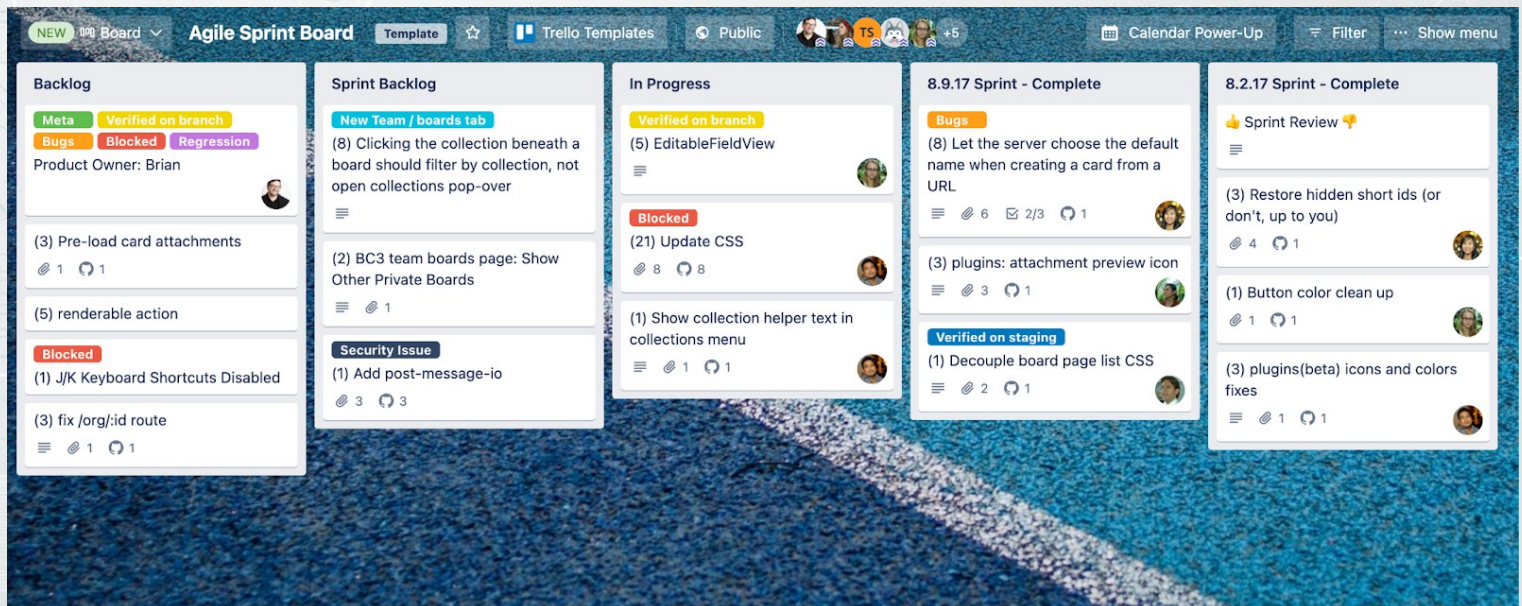 NEW Board Agile Sprint Board Template Trello Templates Public TS +5 Calendar Power-Up Filter ··· Show menu
Backlog
Meta Verified on branch
Bugs Blocked Regression
Product Owner: Brian
(3) Pre-load card attachments
1 1
(5) renderable action
Blocked
(1) J/K Keyboard Shortcuts Disabled
(3) fix /org/:id route
1 1
Sprint Backlog
New Team / boards tab
(8) Clicking the collection beneath a
board should filter by collection, not
open collections pop-over
(2) BC3 team boards page: Show
Other Private Boards
1
Security Issue
(1) Add post-message-io
3 3
In Progress
Verified on branch
(5) EditableFieldView
Blocked
(21) Update CSS
8 8
(1) Show collection helper text in
collections menu
1 1
8.9.17 Sprint - Complete
Bugs
(8) Let the server choose the default
name when creating a card from a
URL
6 2/3 1
(3) plugins: attachment preview icon
3 1
Verified on staging
(1) Decouple board page list CSS
2 1
8.2.17 Sprint - Complete
👍 Sprint Review 👎
(3) Restore hidden short ids (or
don't, up to you)
4 1
(1) Button color clean up
1 1
(3) plugins(beta) icons and colors
fixes
1 1